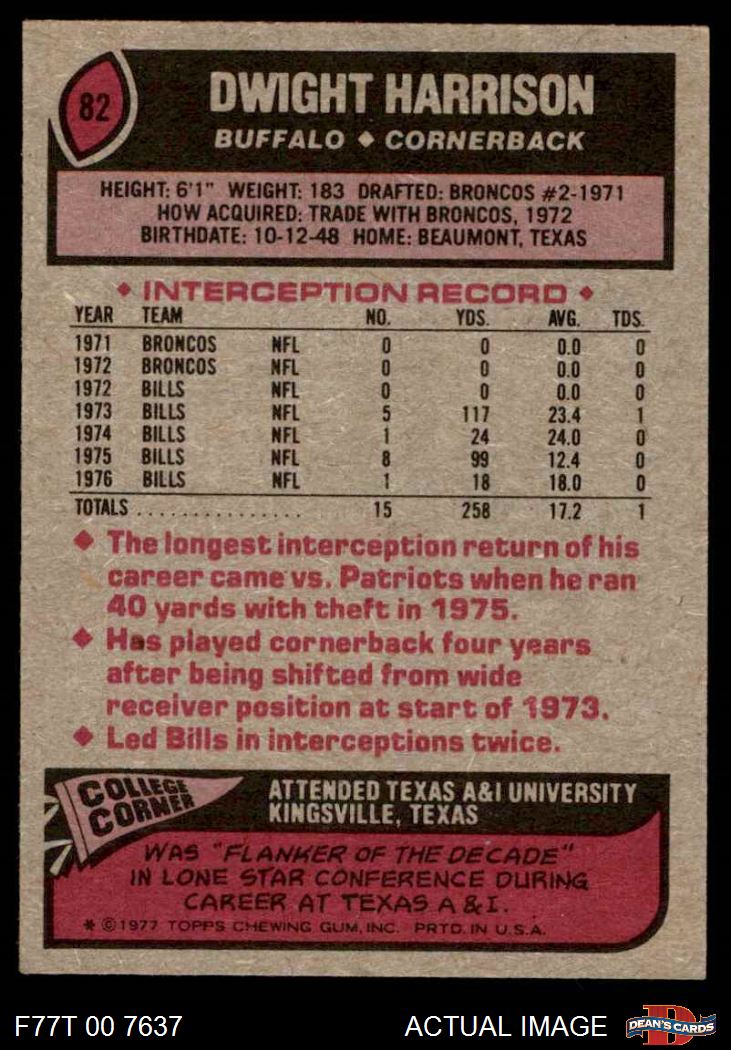 82
DWIGHT HARRISON
BUFFALO ◆ CORNERBACK
HEIGHT: 6'1" WEIGHT: 183 DRAFTED: BRONCOS #2-1971
HOW ACQUIRED: TRADE WITH BRONCOS, 1972
BIRTHDATE: 10-12-48 HOME: BEAUMONT, TEXAS
◆ INTERCEPTION RECORD ◆
YEAR TEAM NO. YDS. AVG. TDS.
1971 BRONCOS NFL 0 0 0.0 0
1972 BRONCOS NFL 0 0 0.0 0
1972 BILLS NFL 0 0 0.0 0
1973 BILLS NFL 5 117 23.4 1
1974 BILLS NFL 1 24 24.0 0
1975 BILLS NFL 8 99 12.4 0
1976 BILLS NFL 1 18 18.0 0
TOTALS ................ 15 258 17.2 1
◆ The longest interception return of his
career came vs. Patriots when he ran
40 yards with theft in 1975.
◆ Has played cornerback four years
after being shifted from wide
receiver position at start of 1973.
◆ Led Bills in interceptions twice.
COLLEGE
CORNER
ATTENDED TEXAS A&I UNIVERSITY
KINGSVILLE, TEXAS
WAS "FLANKER OF THE DECADE"
IN LONE STAR CONFERENCE DURING
CAREER AT TEXAS A & I.
* ©1977 TOPPS CHEWING GUM, INC. PRTD. IN U.S.A.
F77T 00 7637 ACTUAL IMAGE
D
DEAN'S CARDS